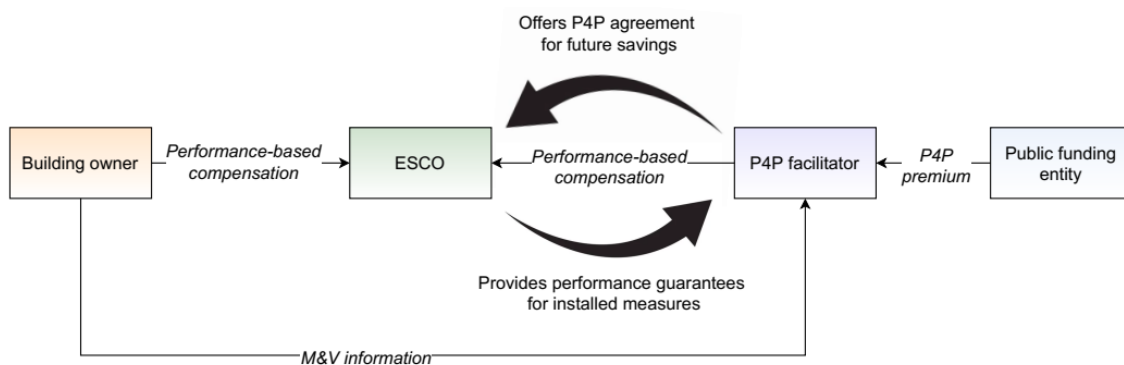 Offers P4P agreement
for future savings
Building owner
Performance-based
compensation
ESCO
Performance-based
compensation
P4P facilitator
P4P
premium
Public funding
entity
Provides performance guarantees
for installed measures
M&V information